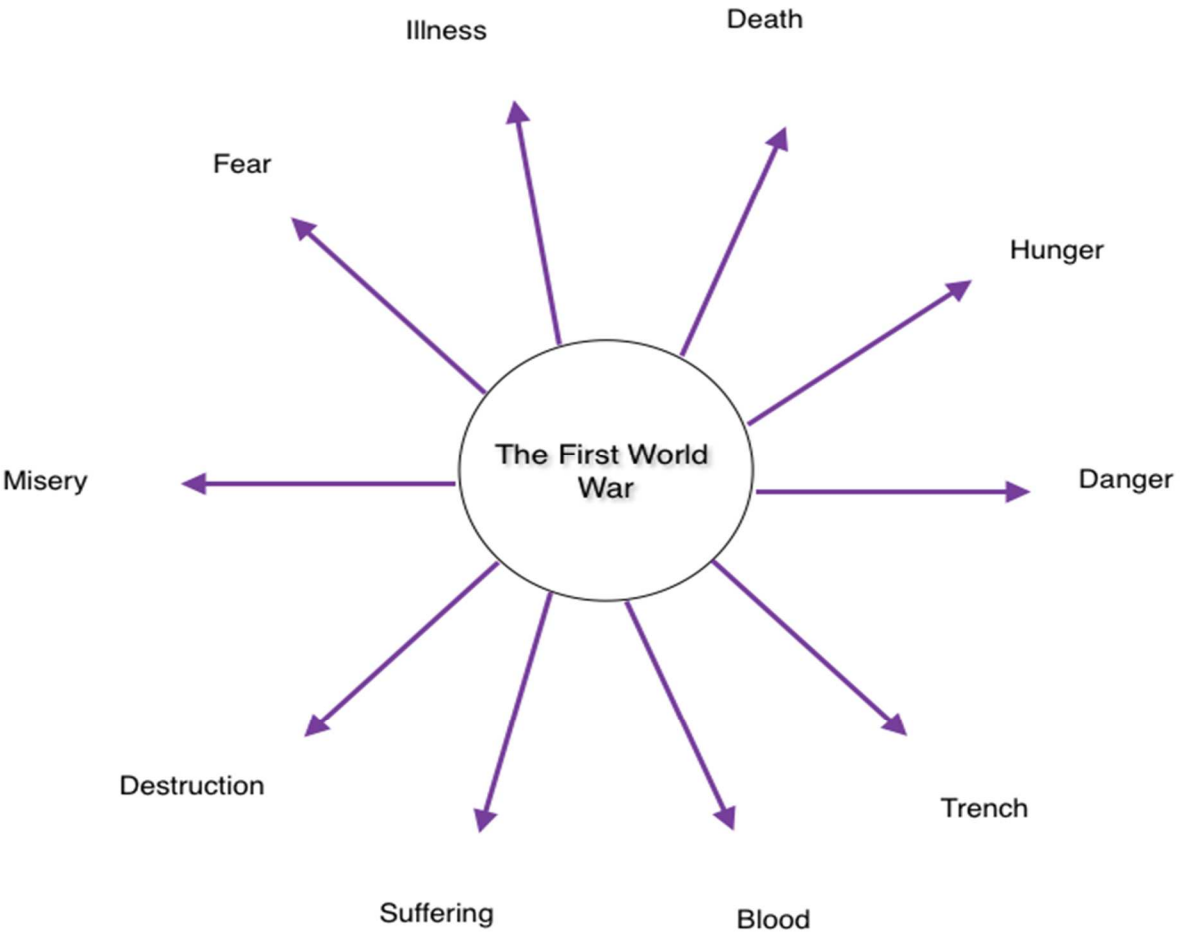 Illness
Death
Fear
Hunger
The First World
War
Misery
Danger
Destruction
Trench
Suffering
Blood